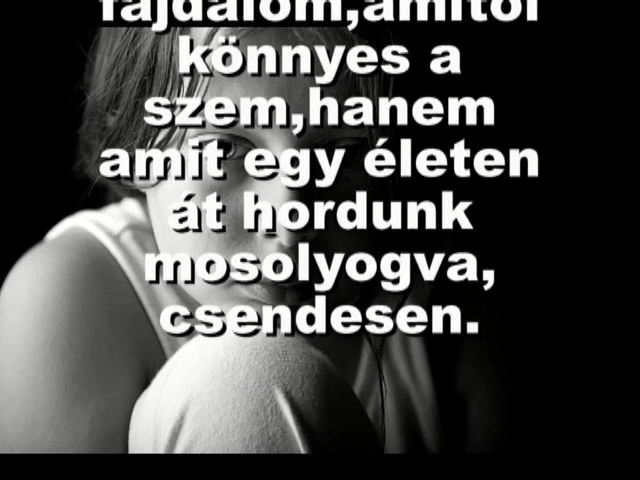 fájdalom,amitől
könnyes a
szem,hanem
amit egy életen
át hordunk
mosolyogva,
csendesen.